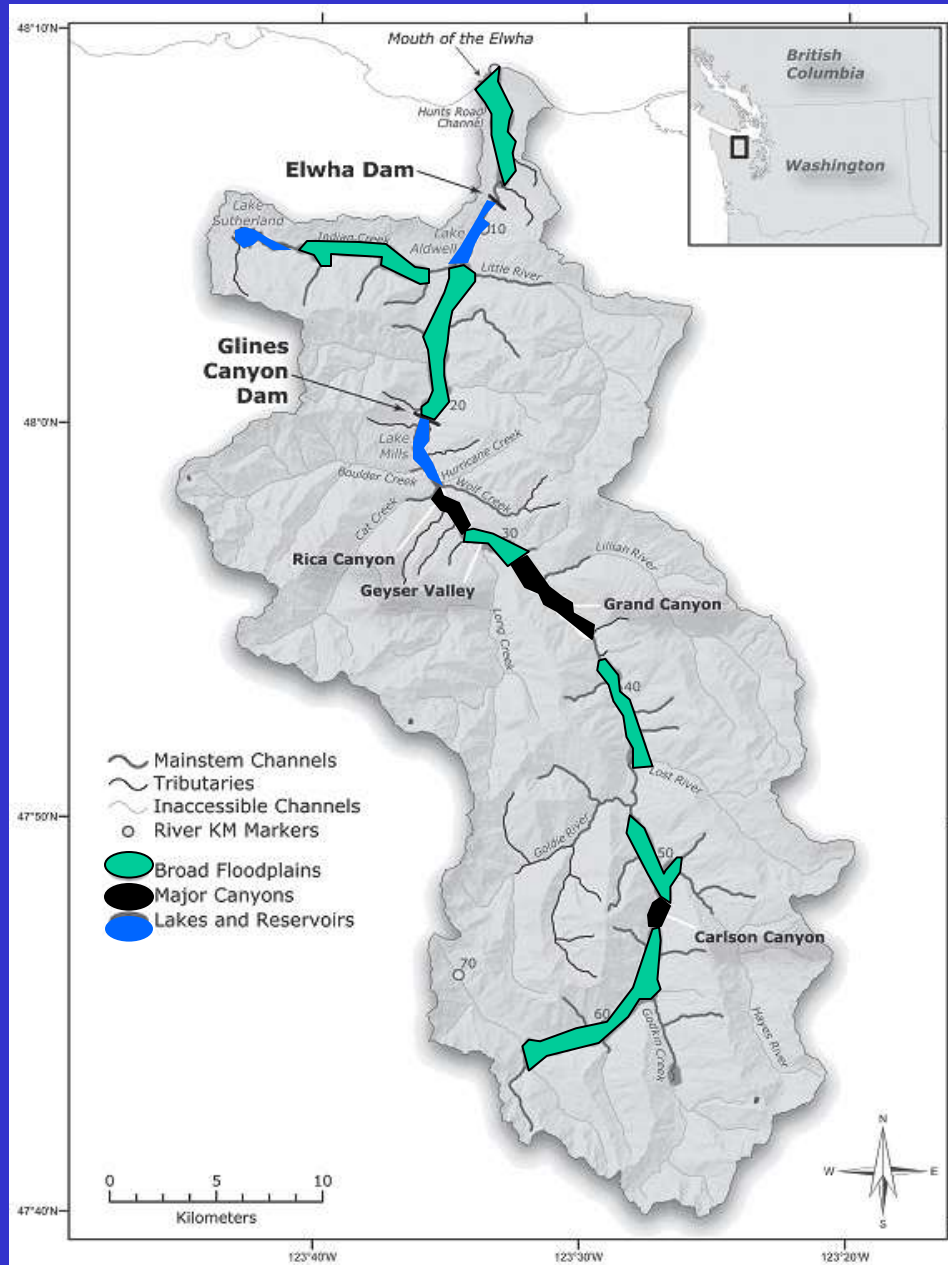 48°10'N
Mouth of the Elwha
British
Columbia
Washington
Hunts Road
Channel
Elwha Dam
Lake
Sutherland
Indian Creek
Lake
Aldwell
10
Little River
Glines
Canyon
Dam
20
48°0'N
Lake
Mills
Hurricane Creek
Boulder Creek
Wolf Creek
Cat Creek
30
Rica Canyon
Lillian River
Geyser Valley
Grand Canyon
Long Creek
40
Mainstem Channels
Tributaries
Inaccessible Channels
River KM Markers
Lost River
47°50'N
Goldie River
50
Broad Floodplains
Major Canyons
Lakes and Reservoirs
Carlson Canyon
70
60
Godkin Creek
Hayes River
N
W
E
S
0
5
10
Kilometers
47°40'N
123°40'W
123°30'W
123°20'W